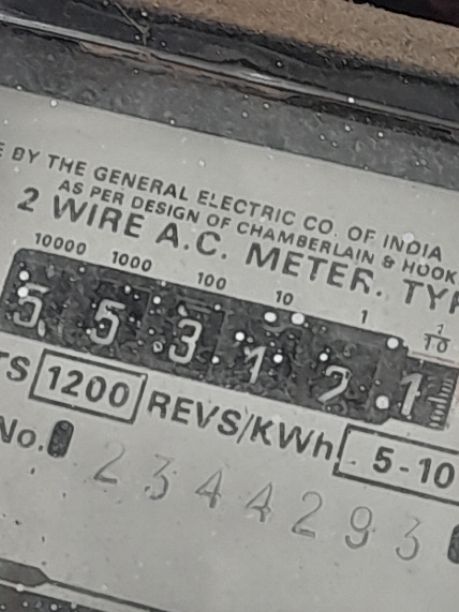 BY THE GENERAL ELECTRIC CO. OF INDIA
AS PER DESIGN OF CHAMBERLAIN & HOOK
2 WIRE A.C. METER. TYP
10000 1000 100 10 1 1/10
5 5 3 1 2 1
TS 1200 REVS/KWh 5-10
No. 2344293